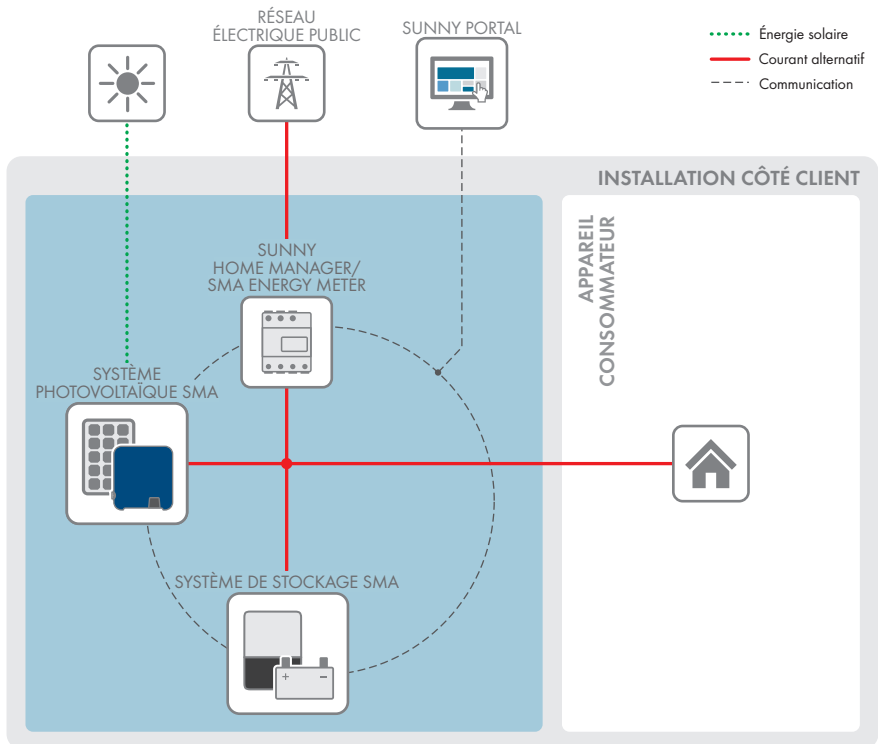 RÉSEAU
ÉLECTRIQUE PUBLIC
SUNNY PORTAL
Énergie solaire
Courant alternatif
Communication
INSTALLATION CÔTÉ CLIENT
APPAREIL
CONSOMMATEUR
SUNNY
HOME MANAGER/
SMA ENERGY METER
SYSTÈME
PHOTOVOLTAÏQUE SMA
SYSTÈME DE STOCKAGE SMA
+ −